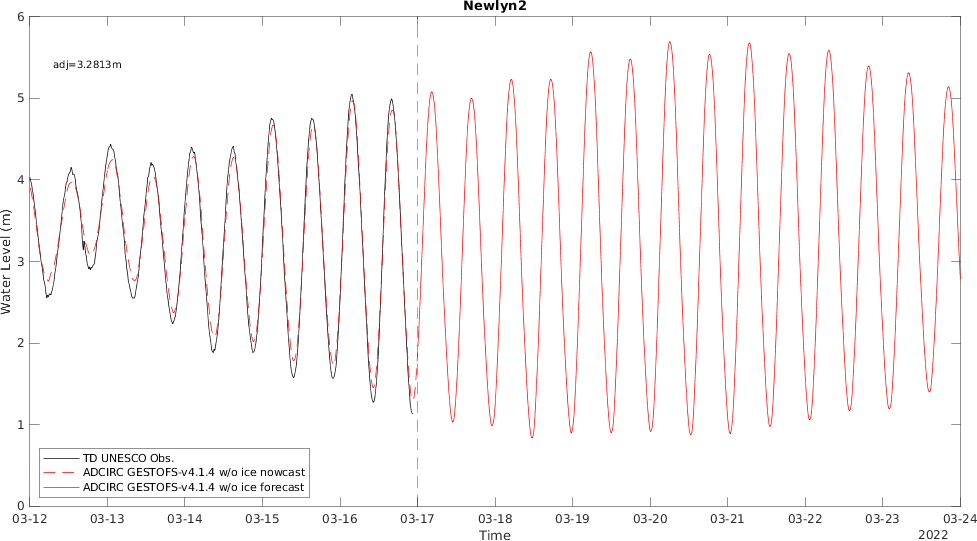 Newlyn2
adj=3.2813m
6
5
4
3
2
1
0
Water Level (m)
TD UNESCO Obs.
ADCIRC GESTOFS-v4.1.4 w/o ice nowcast
ADCIRC GESTOFS-v4.1.4 w/o ice forecast
03-12 03-13 03-14 03-15 03-16 03-17 03-18 03-19 03-20 03-21 03-22 03-23 03-24
Time
2022